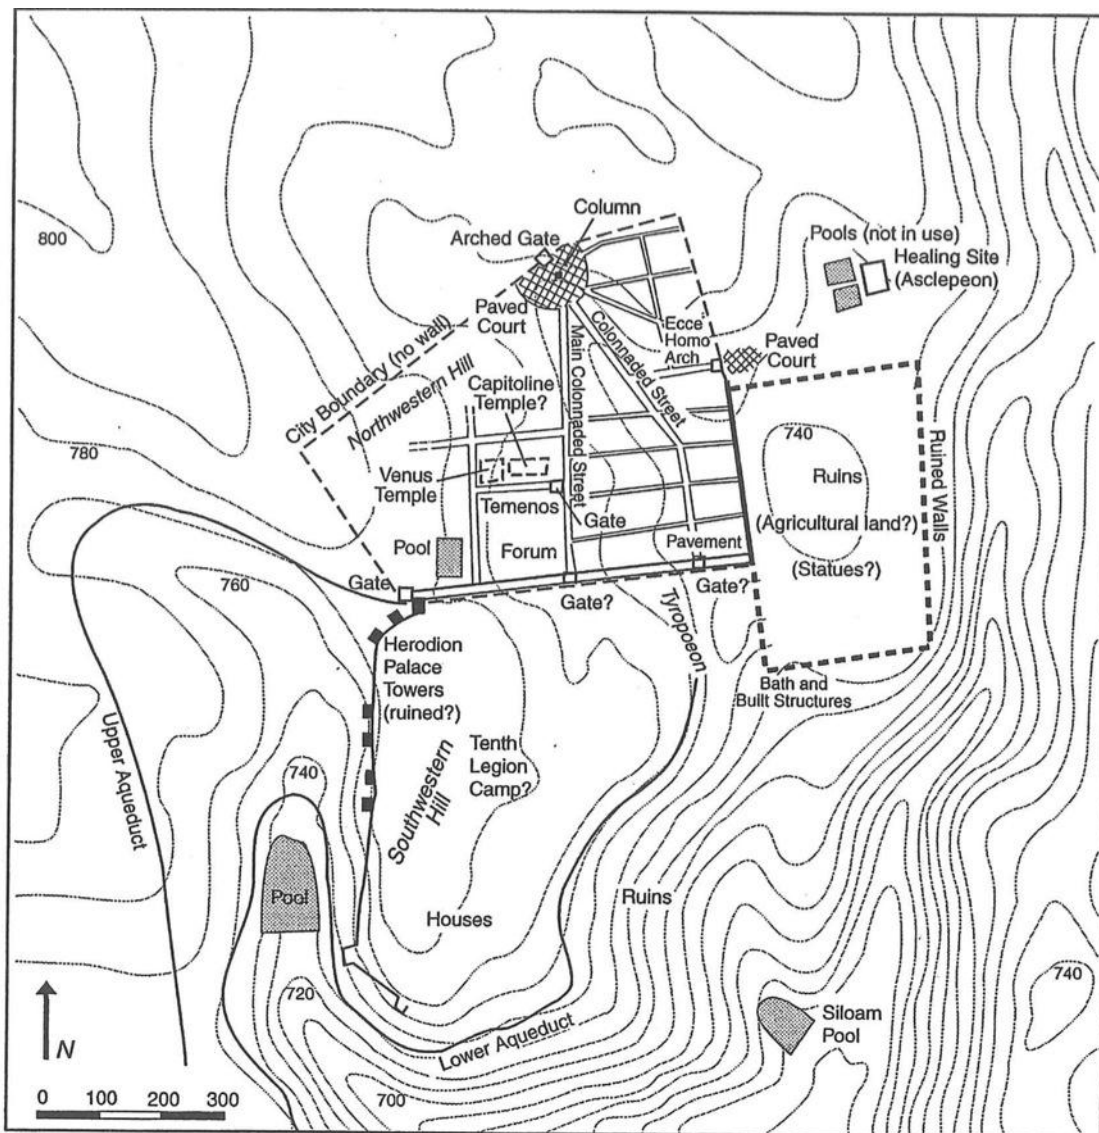 800
Column
Arched Gate
Pools (not in use)
Healing Site
(Asclepeon)
Paved
Court
Ecce
Homo
Arch
Paved
Court
City Boundary (no wall)
Northwestern Hill
Capitoline
Temple?
Main Colonnaded Street
Colonnaded Street
740
Ruins
Ruined Walls
780
Venus
Temple
Temenos
Gate
(Agricultural land?)
Pool
Forum
Pavement
(Statues?)
760
Gate
Gate?
Gate?
Tyropoeon
Herodion
Palace
Towers
(ruined?)
Bath and
Built Structures
Upper Aqueduct
740
Southwestern
Hill
Tenth
Legion
Camp?
Pool
Houses
Ruins
720
740
Siloam
Pool
Lower Aqueduct
N
0 100 200 300
700